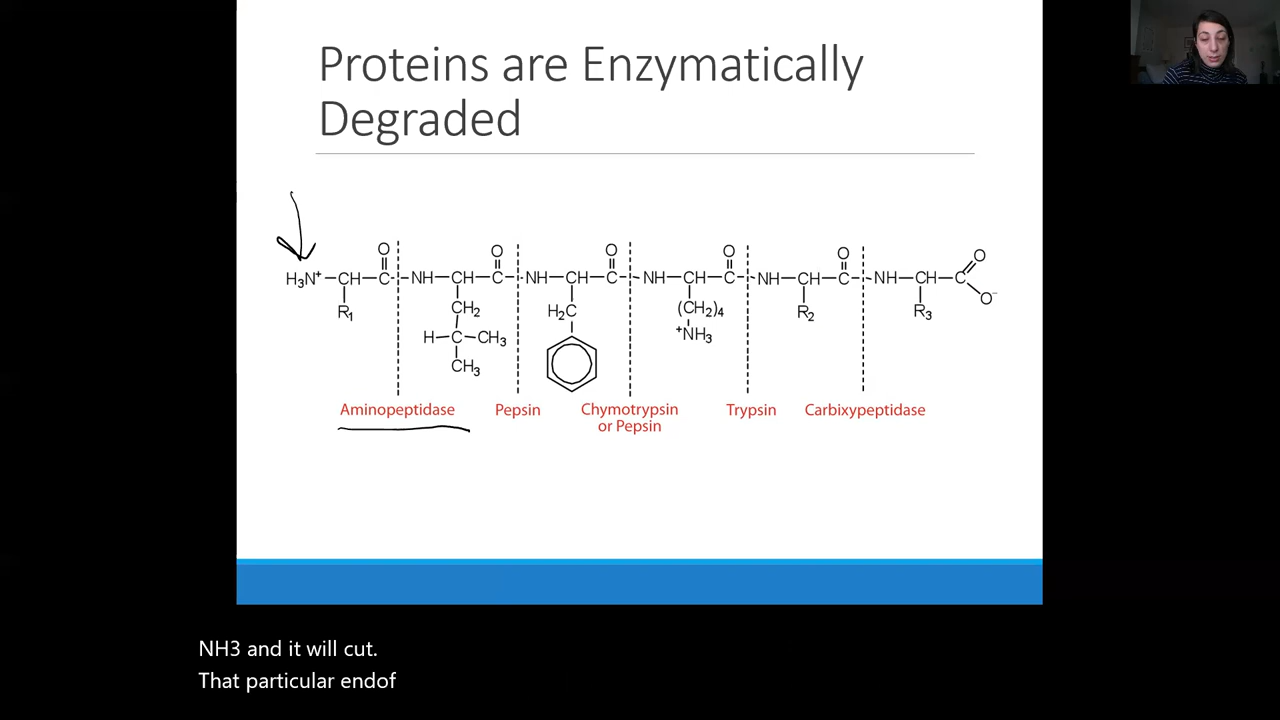 Proteins are Enzymatically
Degraded
O O O O O O
H₃N⁺ CH C NH CH C NH CH C NH CH C NH CH C NH CH C
O⁻
R₁ CH₂ H₂C (CH₂)₄ R₂ R₃
H C CH₃ ⁺NH₃
CH₃
Aminopeptidase Pepsin Chymotrypsin Trypsin Carbixypeptidase
or Pepsin
NH3 and it will cut.
That particular endof